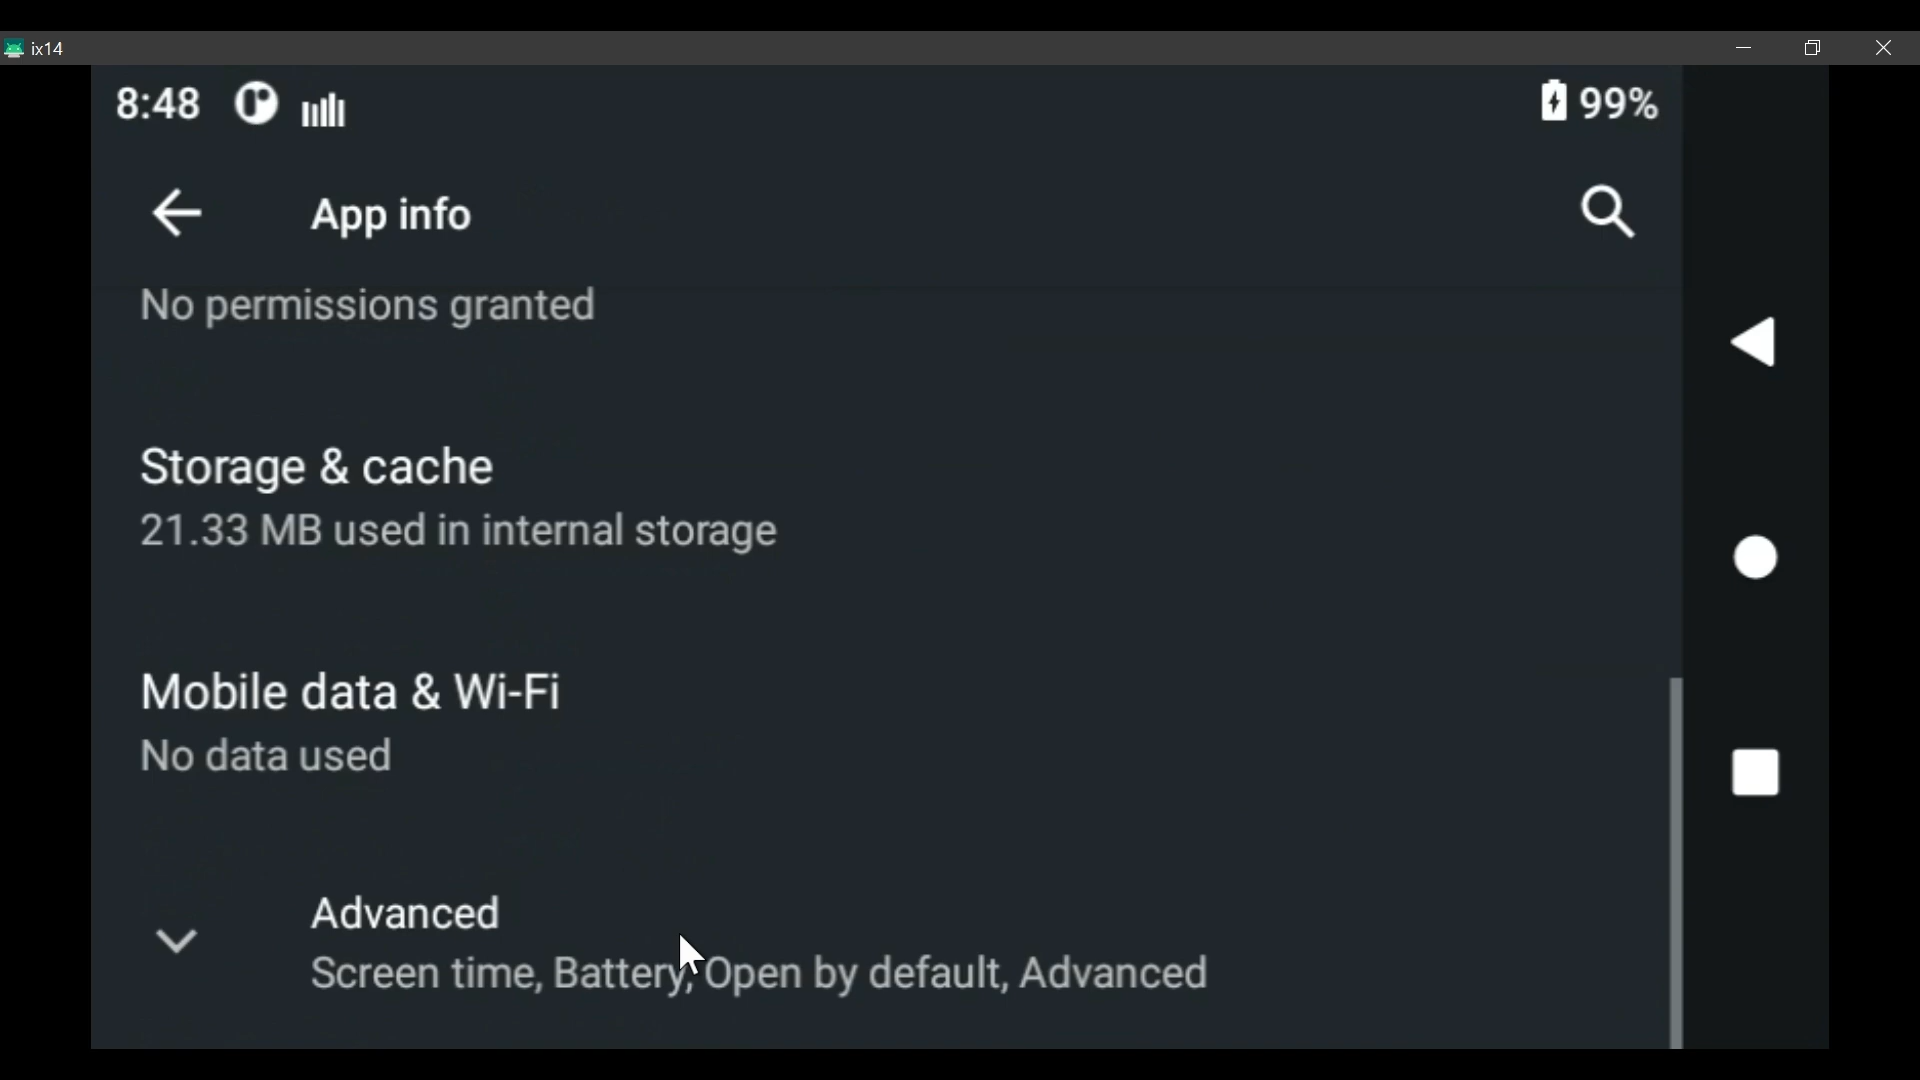 ix14
8:48 99%
App info
No permissions granted
Storage & cache
21.33 MB used in internal storage
Mobile data & Wi-Fi
No data used
Advanced
Screen time, Battery, Open by default, Advanced